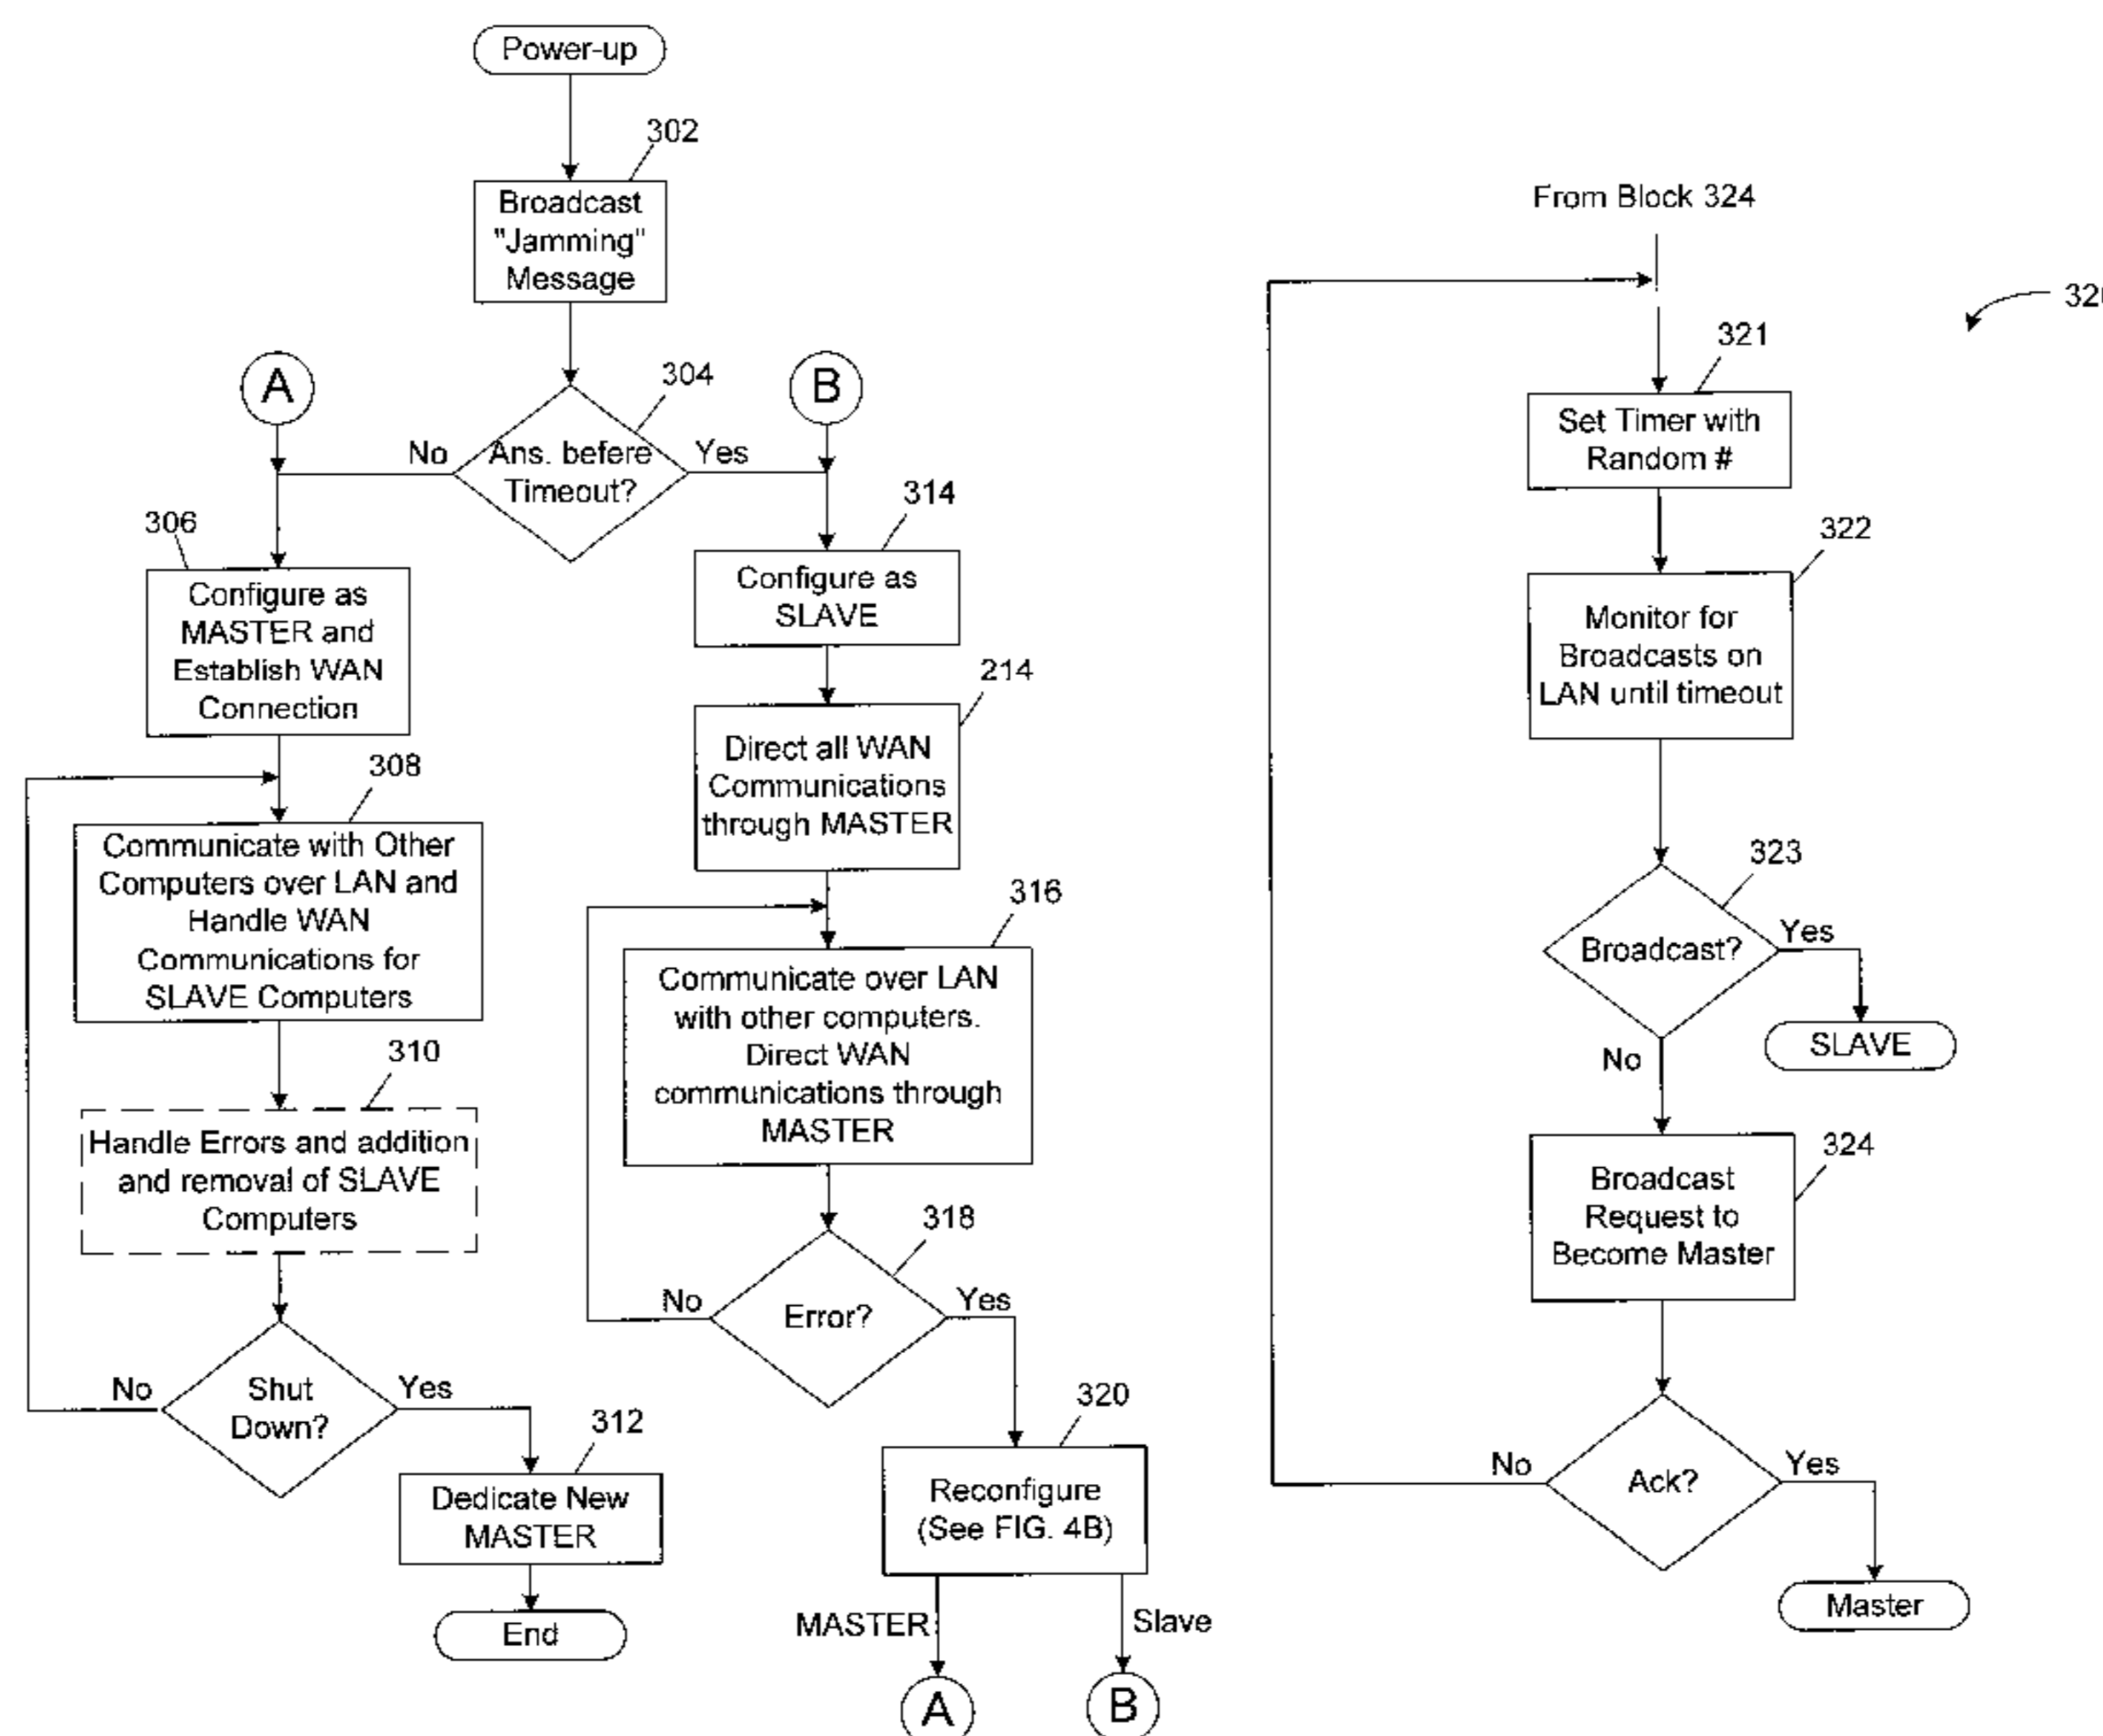 Power-up
302
Broadcast
"Jamming"
Message
A
304
B
No
Ans. befere
Timeout?
Yes
306
314
Configure as
MASTER and
Establish WAN
Connection
Configure as
SLAVE
214
Direct all WAN
Communications
through MASTER
308
Communicate with Other
Computers over LAN and
Handle WAN
Communications for
SLAVE Computers
316
Communicate over LAN
with other computers.
Direct WAN
communications through
MASTER
310
Handle Errors and addition
and removal of SLAVE
Computers
318
No
Error?
Yes
No
Shut
Down?
Yes
312
Dedicate New
MASTER
End
320
Reconfigure
(See FIG. 4B)
MASTER
Slave
A
B
From Block 324
321
Set Timer with
Random #
322
Monitor for
Broadcasts on
LAN until timeout
323
Broadcast?
Yes
SLAVE
No
324
Broadcast
Request to
Become Master
No
Ack?
Yes
Master